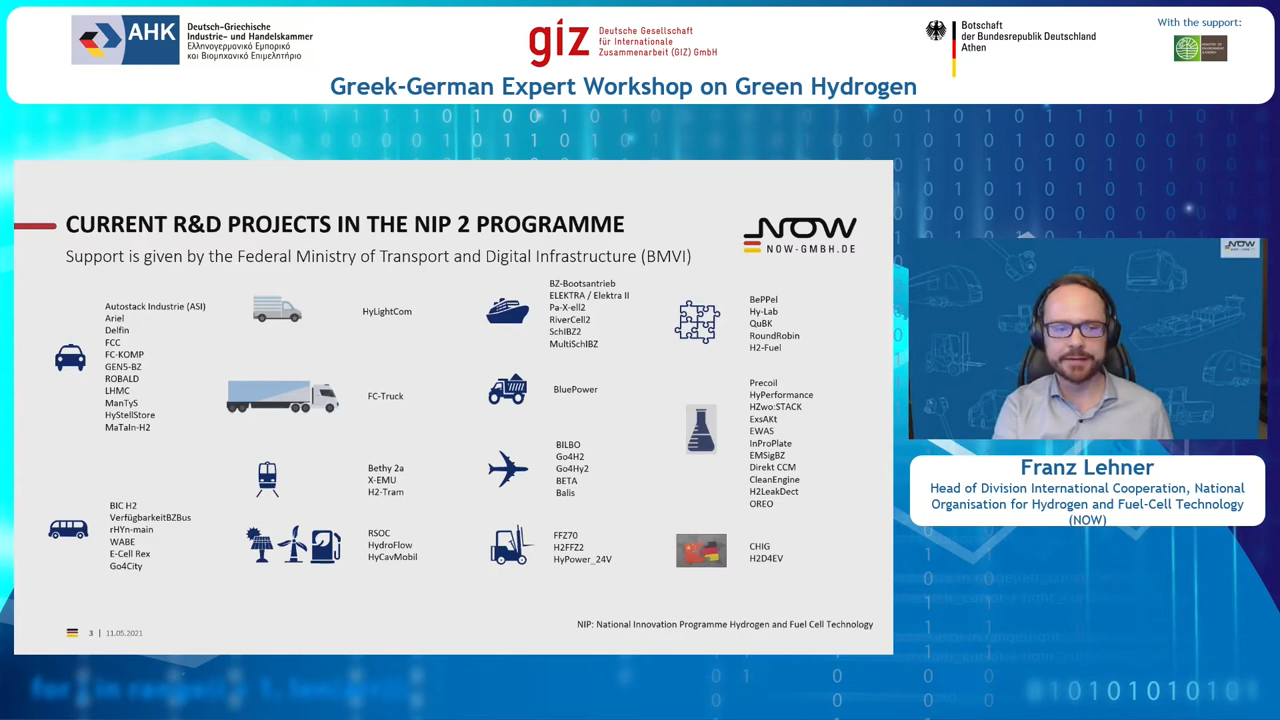 AHK
Deutsch-Griechische
Industrie- und Handelskammer
Ελληνογερμανικό Εμπορικό
και Βιομηχανικό Επιμελητήριο
giz
Deutsche Gesellschaft
für Internationale
Zusammenarbeit (GIZ) GmbH
Botschaft
der Bundesrepublik Deutschland
Athen
With the support:
Greek-German Expert Workshop on Green Hydrogen
CURRENT R&D PROJECTS IN THE NIP 2 PROGRAMME
Support is given by the Federal Ministry of Transport and Digital Infrastructure (BMVI)
NOW
NOW-GMBH.DE
Autostack Industrie (ASI)
Ariel
Delfin
FCC
FC-KOMP
GEN5-BZ
ROBALD
LHMC
ManTyS
HyStellStore
MaTaIn-H2
BIC H2
VerfügbarkeitBZBus
rHYn-main
WABE
E-Cell Rex
Go4City
HyLightCom
FC-Truck
Bethy 2a
X-EMU
H2-Tram
RSOC
HydroFlow
HyCavMobil
BZ-Bootsantrieb
ELEKTRA / Elektra II
Pa-X-ell2
RiverCell2
SchIBZ2
MultiSchIBZ
BluePower
BILBO
Go4H2
Go4Hy2
BETA
Balis
FFZ70
H2FFZ2
HyPower_24V
BePPel
Hy-Lab
QuBK
RoundRobin
H2-Fuel
Precoil
HyPerformance
HZwo:STACK
ExsAKt
EWAS
InProPlate
EMSigBZ
Direkt CCM
CleanEngine
H2LeakDect
OREO
CHIG
H2D4EV
NIP: National Innovation Programme Hydrogen and Fuel Cell Technology
3 | 11.05.2021
NOW
Franz Lehner
Head of Division International Cooperation, National
Organisation for Hydrogen and Fuel-Cell Technology
(NOW)